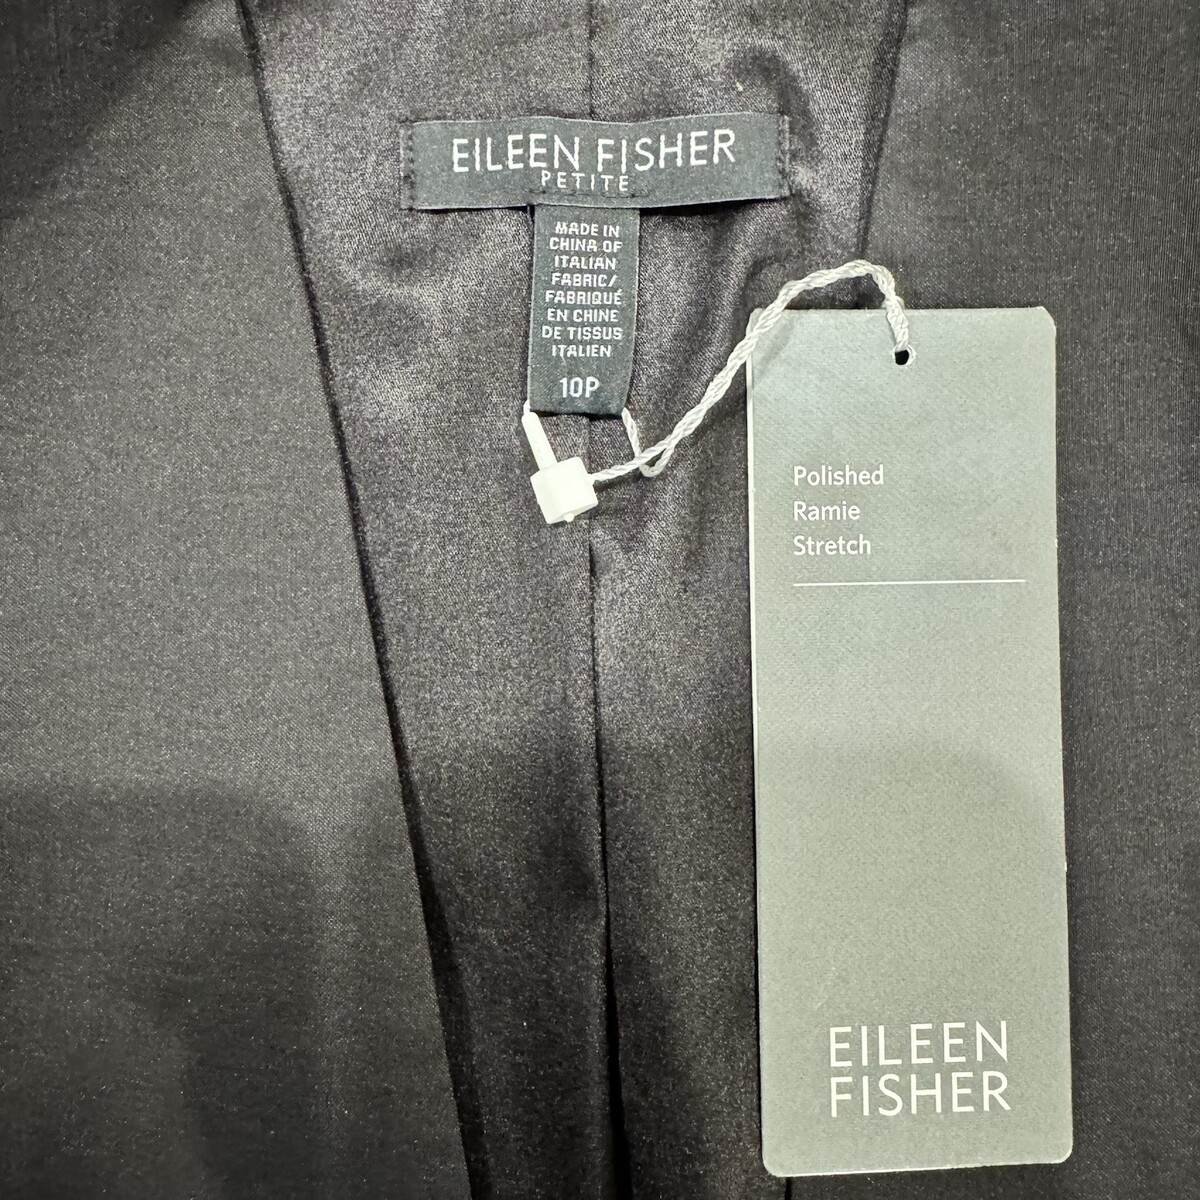 EILEEN FISHER
PETITE
MADE IN
CHINA OF
ITALIAN
FABRIC/
FABRIQUÉ
EN CHINE
DE TISSUS
ITALIEN
10P
Polished
Ramie
Stretch
EILEEN
FISHER